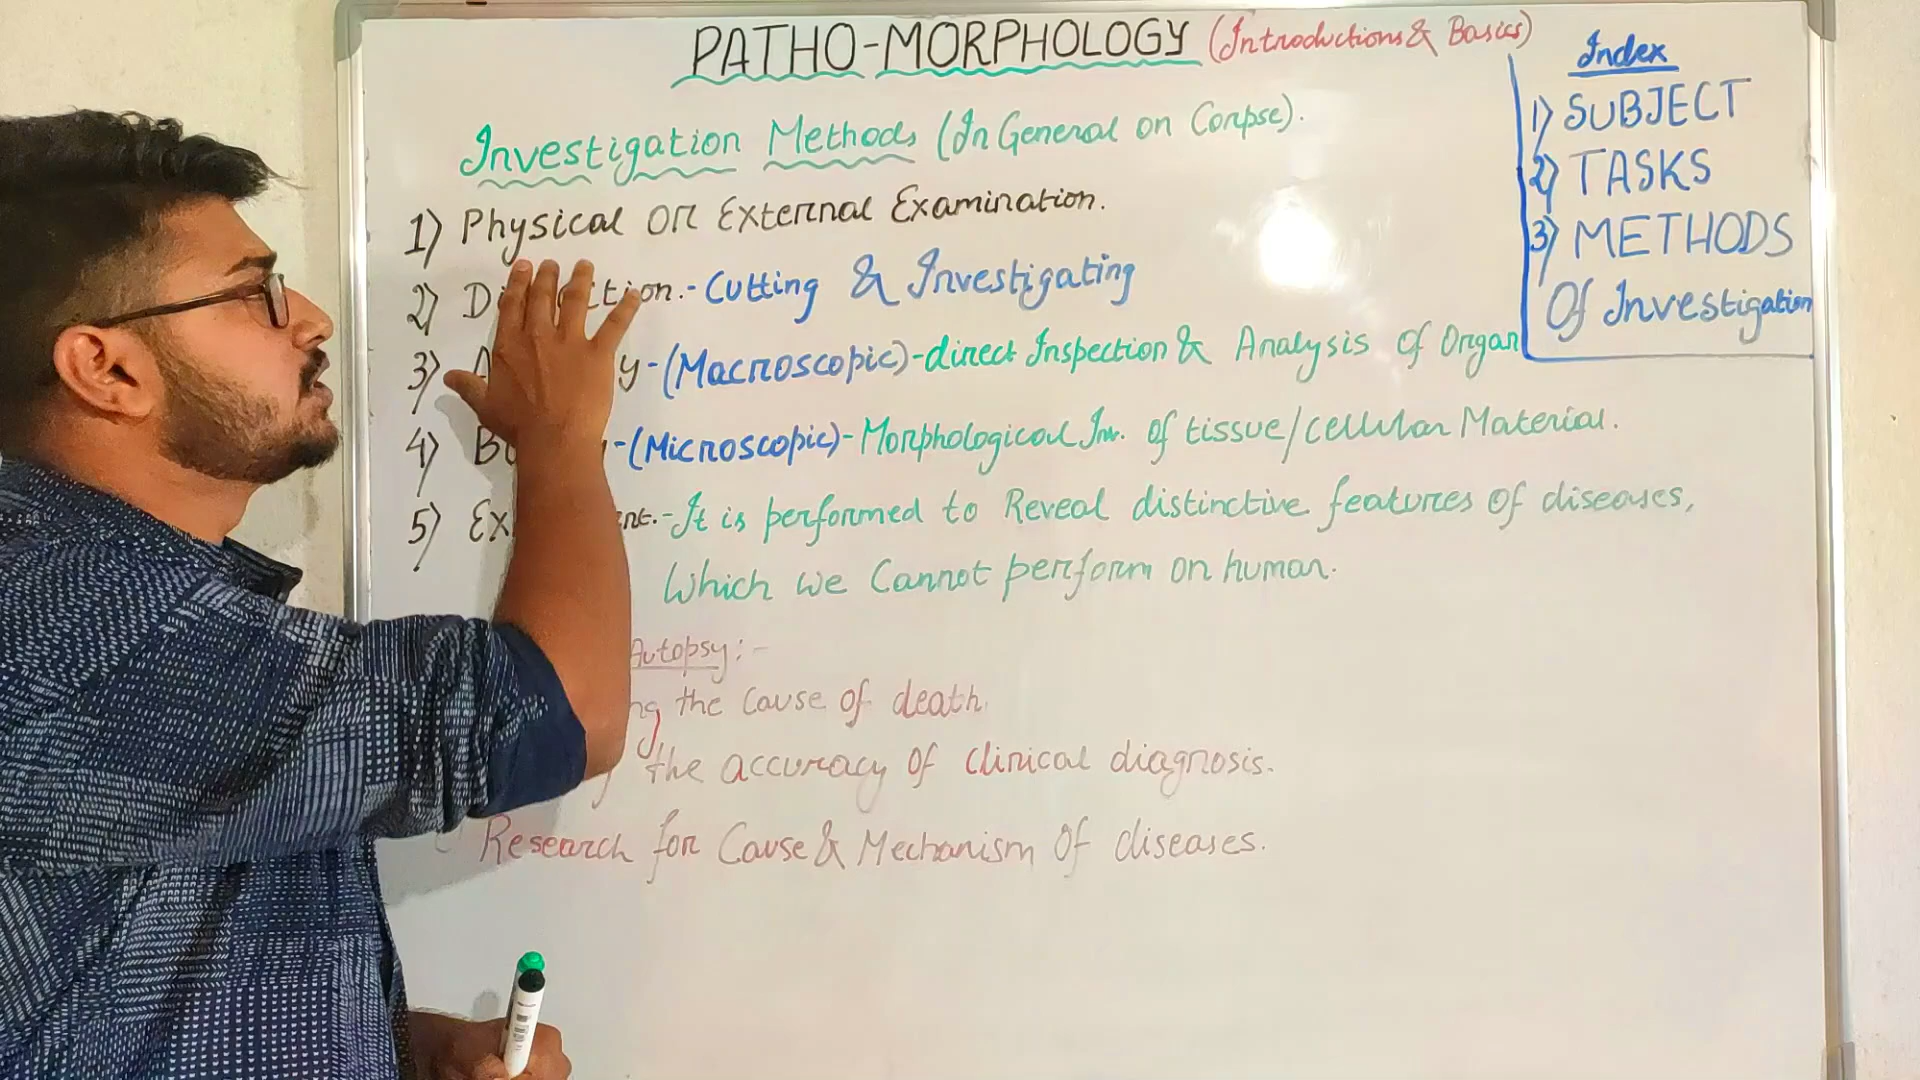 PATHO-MORPHOLOGY (Introductions & Basics)
Investigation Methods (In General on Corpse).
1) Physical or External Examination.
2) - Cutting & Investigating
3) -(Macroscopic)-direct Inspection & Analysis of Organ
4) -(Microscopic)- Morphological Inv. of tissue/cellular Material.
5) -It is performed to Reveal distinctive features of diseases,
Which we Cannot perform on human.
Autopsy:-
the Cause of death.
the accuracy of clinical diagnosis.
Research for Cause & Mechanism of diseases.
Index
1) SUBJECT
2) TASKS
3) METHODS
Of Investigation